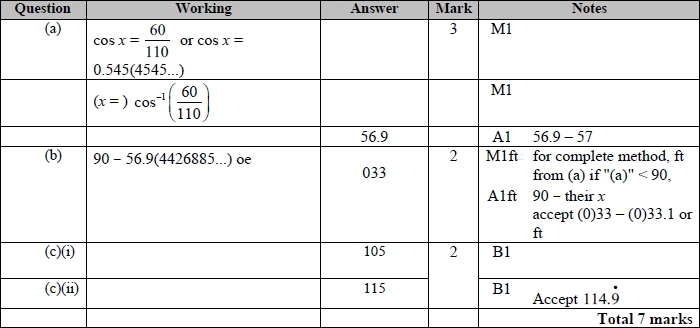 Question Working Answer Mark Notes
(a) cos x = 60/110 or cos x = 3 M1
0.545(4545...)
(x = ) cos⁻¹(60/110) M1
56.9 A1 56.9 – 57
(b) 90 – 56.9(4426885...) oe 033 2 M1ft for complete method, ft
from (a) if "(a)" < 90,
A1ft 90 – their x
accept (0)33 – (0)33.1 or
ft
(c)(i) 105 2 B1
(c)(ii) 115 B1
Accept 114.9̇
Total 7 marks